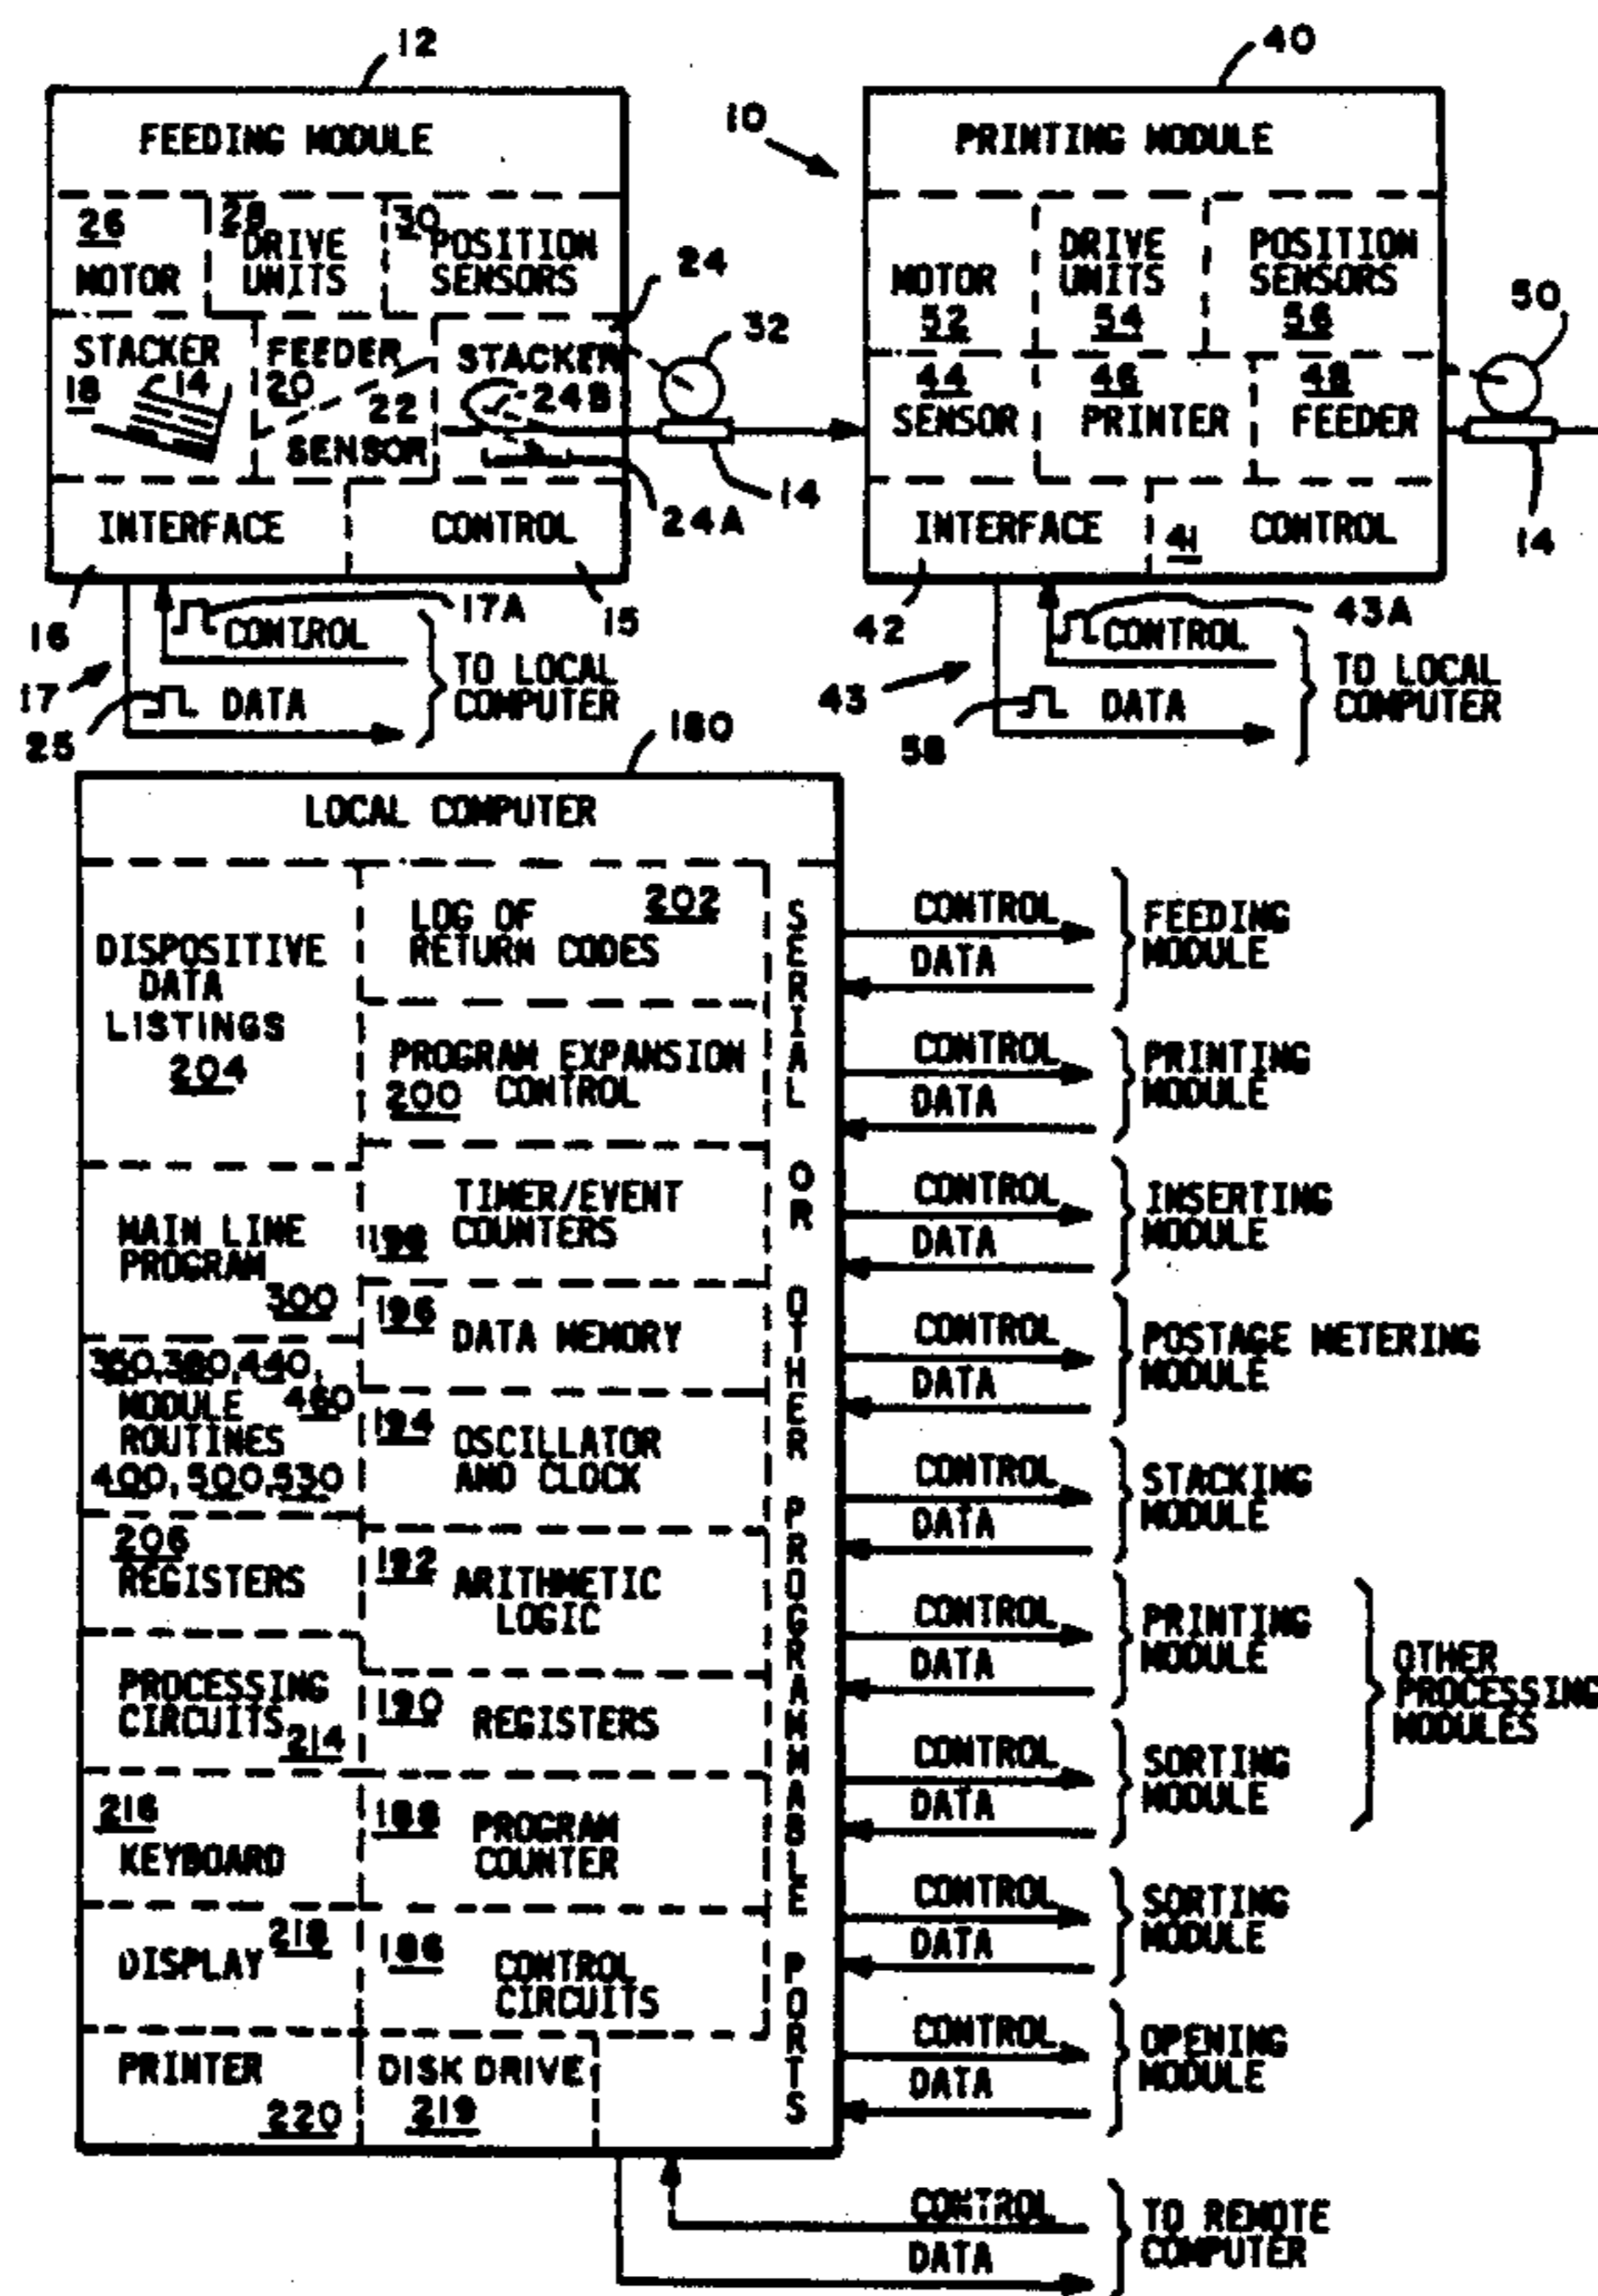 12
FEEDING MODULE
26
MOTOR
28
DRIVE
UNITS
30
POSITION
SENSORS
24
STACKER
18
14
FEEDER
20
22
SENSOR
STACKER
24B
24A
32
14
INTERFACE
CONTROL
16
15
17
17A
CONTROL
25
DATA
TO LOCAL
COMPUTER
10
40
PRINTING MODULE
MOTOR
52
DRIVE
UNITS
54
POSITION
SENSORS
56
50
44
SENSOR
46
PRINTER
48
FEEDER
14
INTERFACE
41
CONTROL
42
43
43A
CONTROL
58
DATA
TO LOCAL
COMPUTER
180
LOCAL COMPUTER
DISPOSITIVE
DATA
LISTINGS
204
MAIN LINE
PROGRAM
300
350,380,440,
MODULE 460
ROUTINES
400,500,530
206
REGISTERS
PROCESSING
CIRCUITS
214
216
KEYBOARD
DISPLAY
218
PRINTER
220
LOG OF
RETURN CODES
202
PROGRAM EXPANSION
200 CONTROL
TIMER/EVENT
198 COUNTERS
196
DATA MEMORY
194
OSCILLATOR
AND CLOCK
192
ARITHMETIC
LOGIC
190
REGISTERS
188
PROGRAM
COUNTER
186
CONTROL
CIRCUITS
DISK DRIVE
219
SERIAL OR OTHER PROGRAMMABLE PORTS
CONTROL
DATA
FEEDING
MODULE
CONTROL
DATA
PRINTING
MODULE
CONTROL
DATA
INSERTING
MODULE
CONTROL
DATA
POSTAGE METERING
MODULE
CONTROL
DATA
STACKING
MODULE
CONTROL
DATA
PRINTING
MODULE
CONTROL
DATA
SORTING
MODULE
OTHER
PROCESSING
MODULES
CONTROL
DATA
SORTING
MODULE
CONTROL
DATA
OPENING
MODULE
CONTROL
DATA
TO REMOTE
COMPUTER